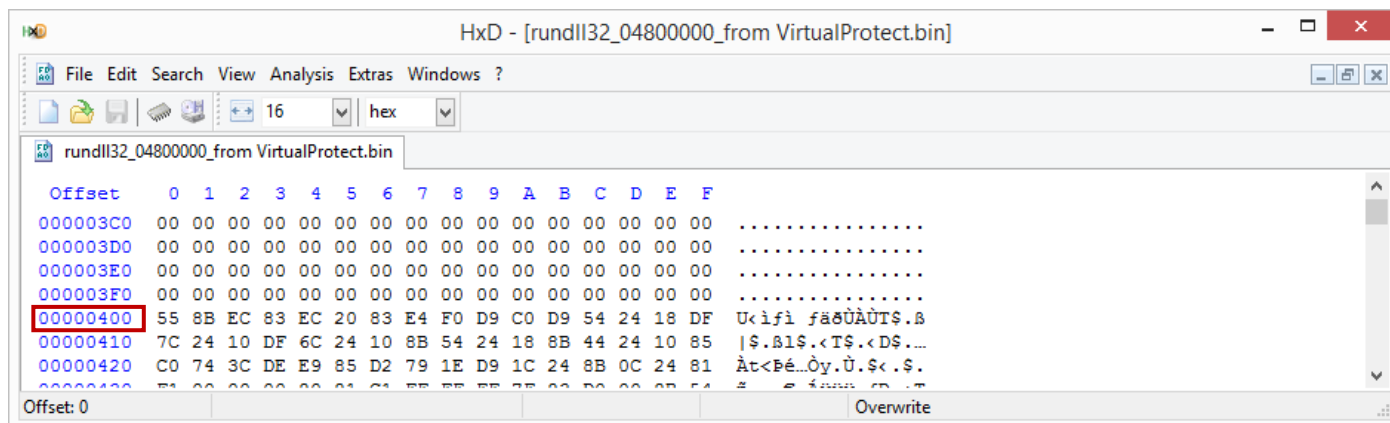 HxD - [rundll32_04800000_from VirtualProtect.bin]
File Edit Search View Analysis Extras Windows ?
16 hex
rundll32_04800000_from VirtualProtect.bin
Offset 0 1 2 3 4 5 6 7 8 9 A B C D E F
000003C0 00 00 00 00 00 00 00 00 00 00 00 00 00 00 00 00 ................
000003D0 00 00 00 00 00 00 00 00 00 00 00 00 00 00 00 00 ................
000003E0 00 00 00 00 00 00 00 00 00 00 00 00 00 00 00 00 ................
000003F0 00 00 00 00 00 00 00 00 00 00 00 00 00 00 00 00 ................
00000400 55 8B EC 83 EC 20 83 E4 F0 D9 C0 D9 54 24 18 DF U‹ìƒì ƒäðÙÀÙT$.ß
00000410 7C 24 10 DF 6C 24 10 8B 54 24 18 8B 44 24 10 85 |$.ßl$.‹T$.‹D$.…
00000420 C0 74 3C DE E9 85 D2 79 1E D9 1C 24 8B 0C 24 81 Àt<Þé…Òy.Ù.$‹.$.
Offset: 0 Overwrite